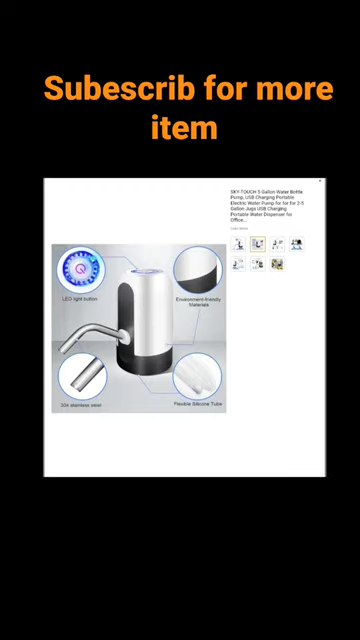 Subescrib for more
item
SKY-TOUCH 5 Gallon Water Bottle
Pump, USB Charging Portable
Electric Water Pump for for 2-5
Gallon Jugs USB Charging
Portable Water Dispenser for
Office...
LED light button
Environment-friendly
Materials
304 stainless steel
Flexible Silicone Tube